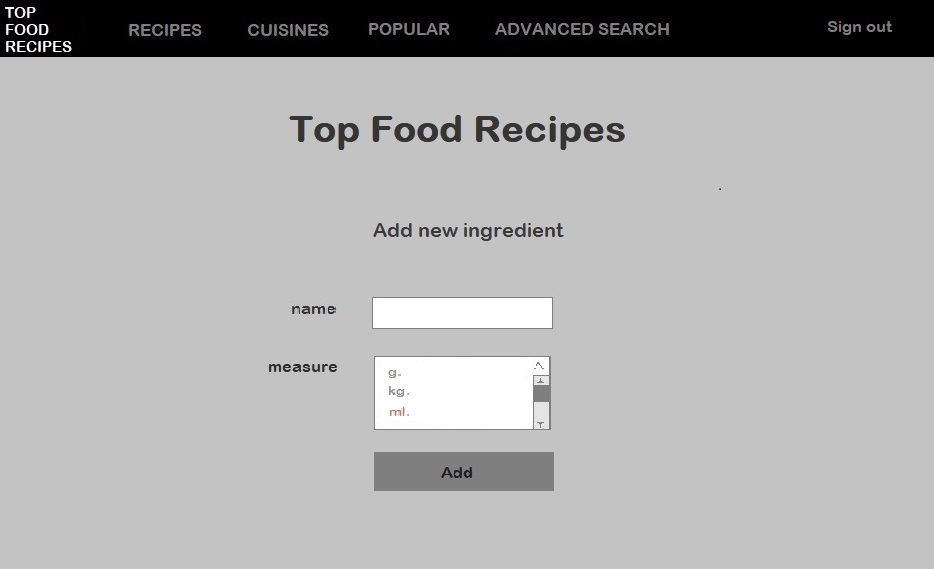 TOP
FOOD
RECIPES
RECIPES CUISINES POPULAR ADVANCED SEARCH Sign out
Top Food Recipes
Add new ingredient
name
measure
g.
kg.
ml.
Add